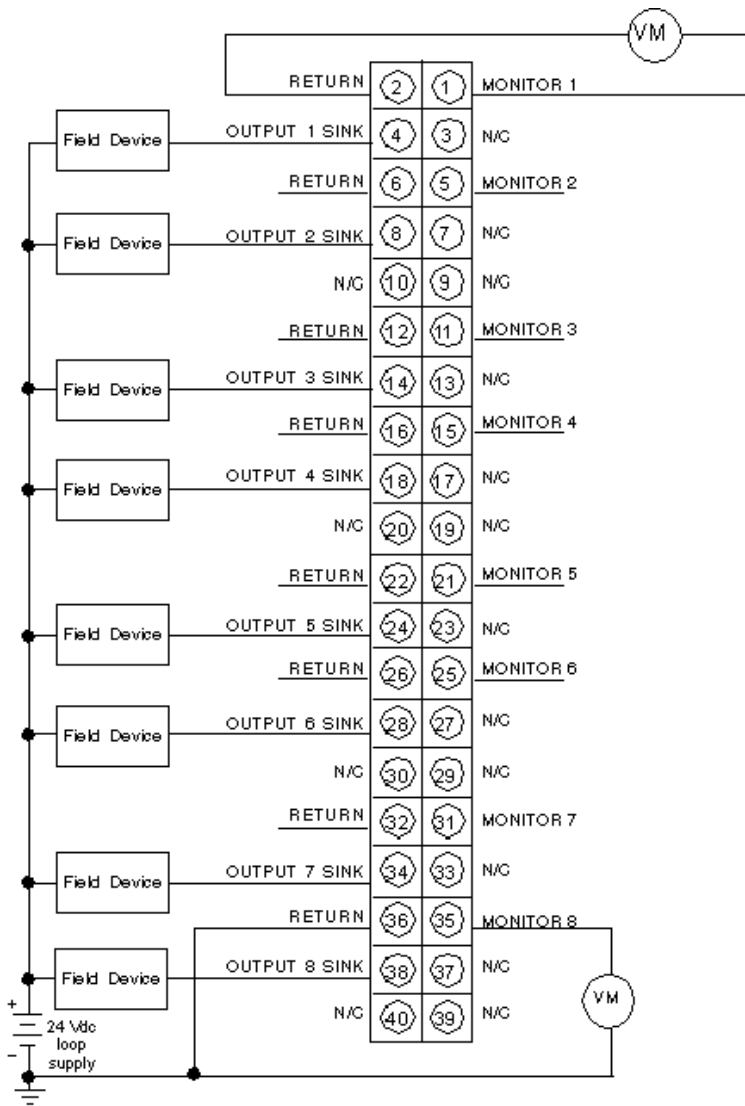 VM
RETURN 2 1 MONITOR 1
Field Device OUTPUT 1 SINK 4 3 N/C
RETURN 6 5 MONITOR 2
Field Device OUTPUT 2 SINK 8 7 N/C
N/C 10 9 N/C
RETURN 12 11 MONITOR 3
Field Device OUTPUT 3 SINK 14 13 N/C
RETURN 16 15 MONITOR 4
Field Device OUTPUT 4 SINK 18 17 N/C
N/C 20 19 N/C
RETURN 22 21 MONITOR 5
Field Device OUTPUT 5 SINK 24 23 N/C
RETURN 26 25 MONITOR 6
Field Device OUTPUT 6 SINK 28 27 N/C
N/C 30 29 N/C
RETURN 32 31 MONITOR 7
Field Device OUTPUT 7 SINK 34 33 N/C
RETURN 36 35 MONITOR 8
Field Device OUTPUT 8 SINK 38 37 N/C
VM
N/C 40 39 N/C
+
24 Vdc
loop
supply
−